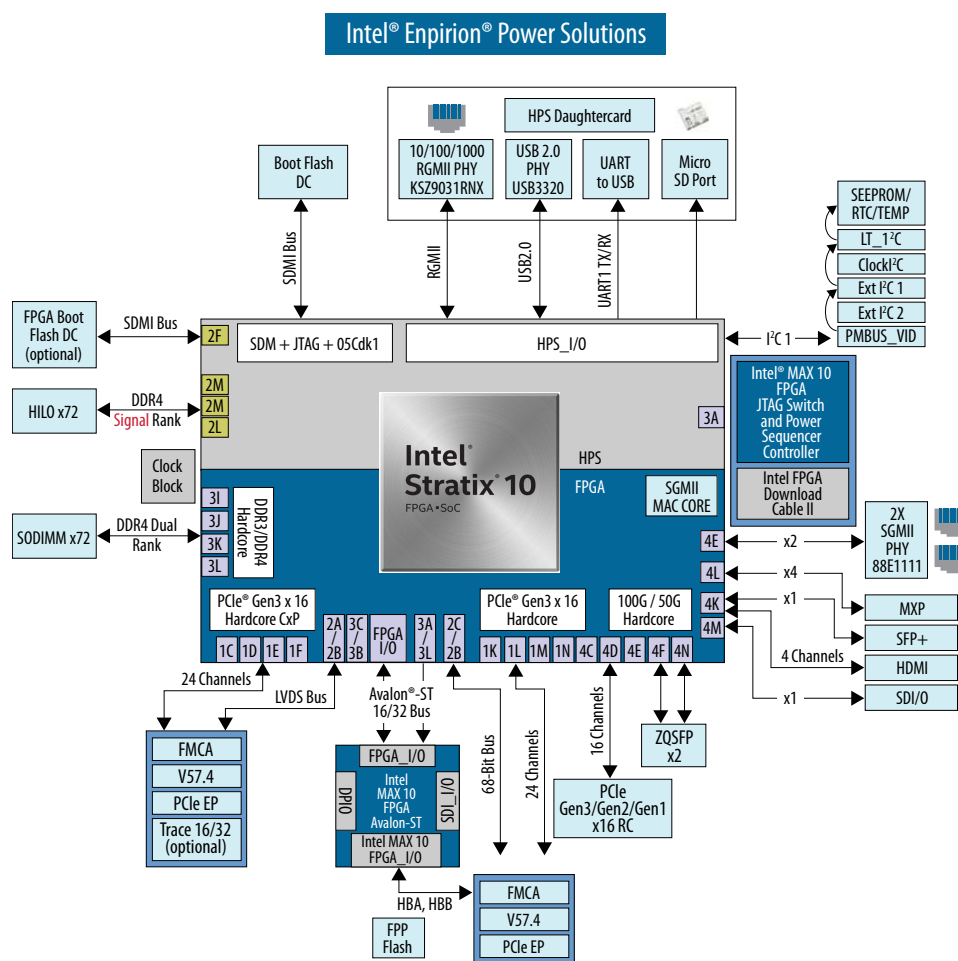 Intel® Enpirion® Power Solutions
HPS Daughtercard
10/100/1000
RGMII PHY
KSZ9031RNX
USB 2.0
PHY
USB3320
UART
to USB
Micro
SD Port
Boot Flash
DC
SDMI Bus
RGMII
USB2.0
UART1 TX/RX
SEEPROM/
RTC/TEMP
LT_1²C
ClockI²C
Ext I²C 1
Ext I²C 2
PMBUS_VID
I²C 1
FPGA Boot
Flash DC
(optional)
SDMI Bus
2F
SDM + JTAG + 05Cdk1
HPS_I/O
HILO x72
DDR4
Signal Rank
2M
2M
2L
3A
Intel® MAX 10
FPGA
JTAG Switch
and Power
Sequencer
Controller
Intel FPGA
Download
Cable II
Clock
Block
Intel®
Stratix® 10
FPGA • SoC
HPS
FPGA
SGMII
MAC CORE
SODIMM x72
DDR4 Dual
Rank
3I
3J
3K
3L
DDR3/DDR4
Hardcore
4E
4L
4K
4M
x2
x4
x1
4 Channels
x1
2X
SGMII
PHY
88E1111
MXP
SFP+
HDMI
SDI/O
PCIe® Gen3 x 16
Hardcore CxP
1C
1D
1E
1F
2A
/
2B
3C
/
3B
FPGA
I/O
3A
/
3L
2C
/
2B
PCIe® Gen3 x 16
Hardcore
100G / 50G
Hardcore
1K
1L
1M
1N
4C
4D
4E
4F
4N
24 Channels
LVDS Bus
Avalon®-ST
16/32 Bus
68-Bit Bus
24 Channels
16 Channels
ZQSFP
x2
PCIe
Gen3/Gen2/Gen1
x16 RC
FMCA
V57.4
PCIe EP
Trace 16/32
(optional)
FPGA_I/O
DPIO
Intel
MAX 10
FPGA
Avalon-ST
SDI_I/O
Intel MAX 10
FPGA_I/O
HBA, HBB
FPP
Flash
FMCA
V57.4
PCIe EP